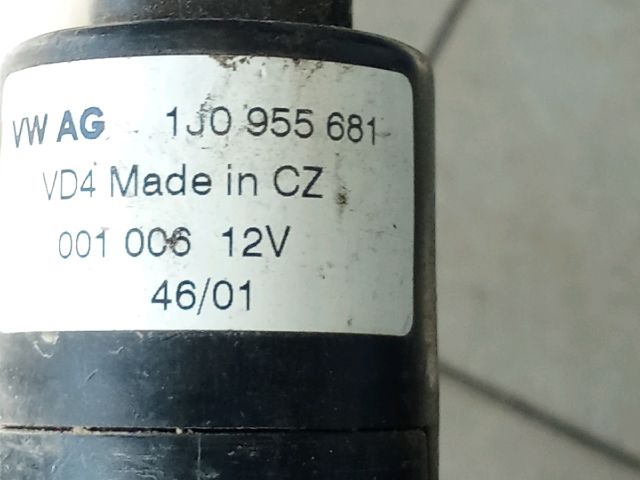 VW AG 1J0 955 681
VD4 Made in CZ
001 006 12V
46/01